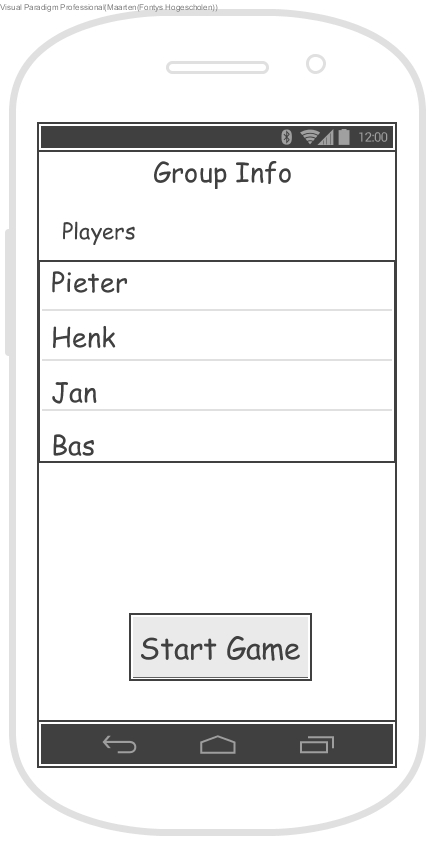 Visual Paradigm Professional(Maarten(Fontys Hogescholen))
12:00
Group Info
Players
Pieter
Henk
Jan
Bas
Start Game